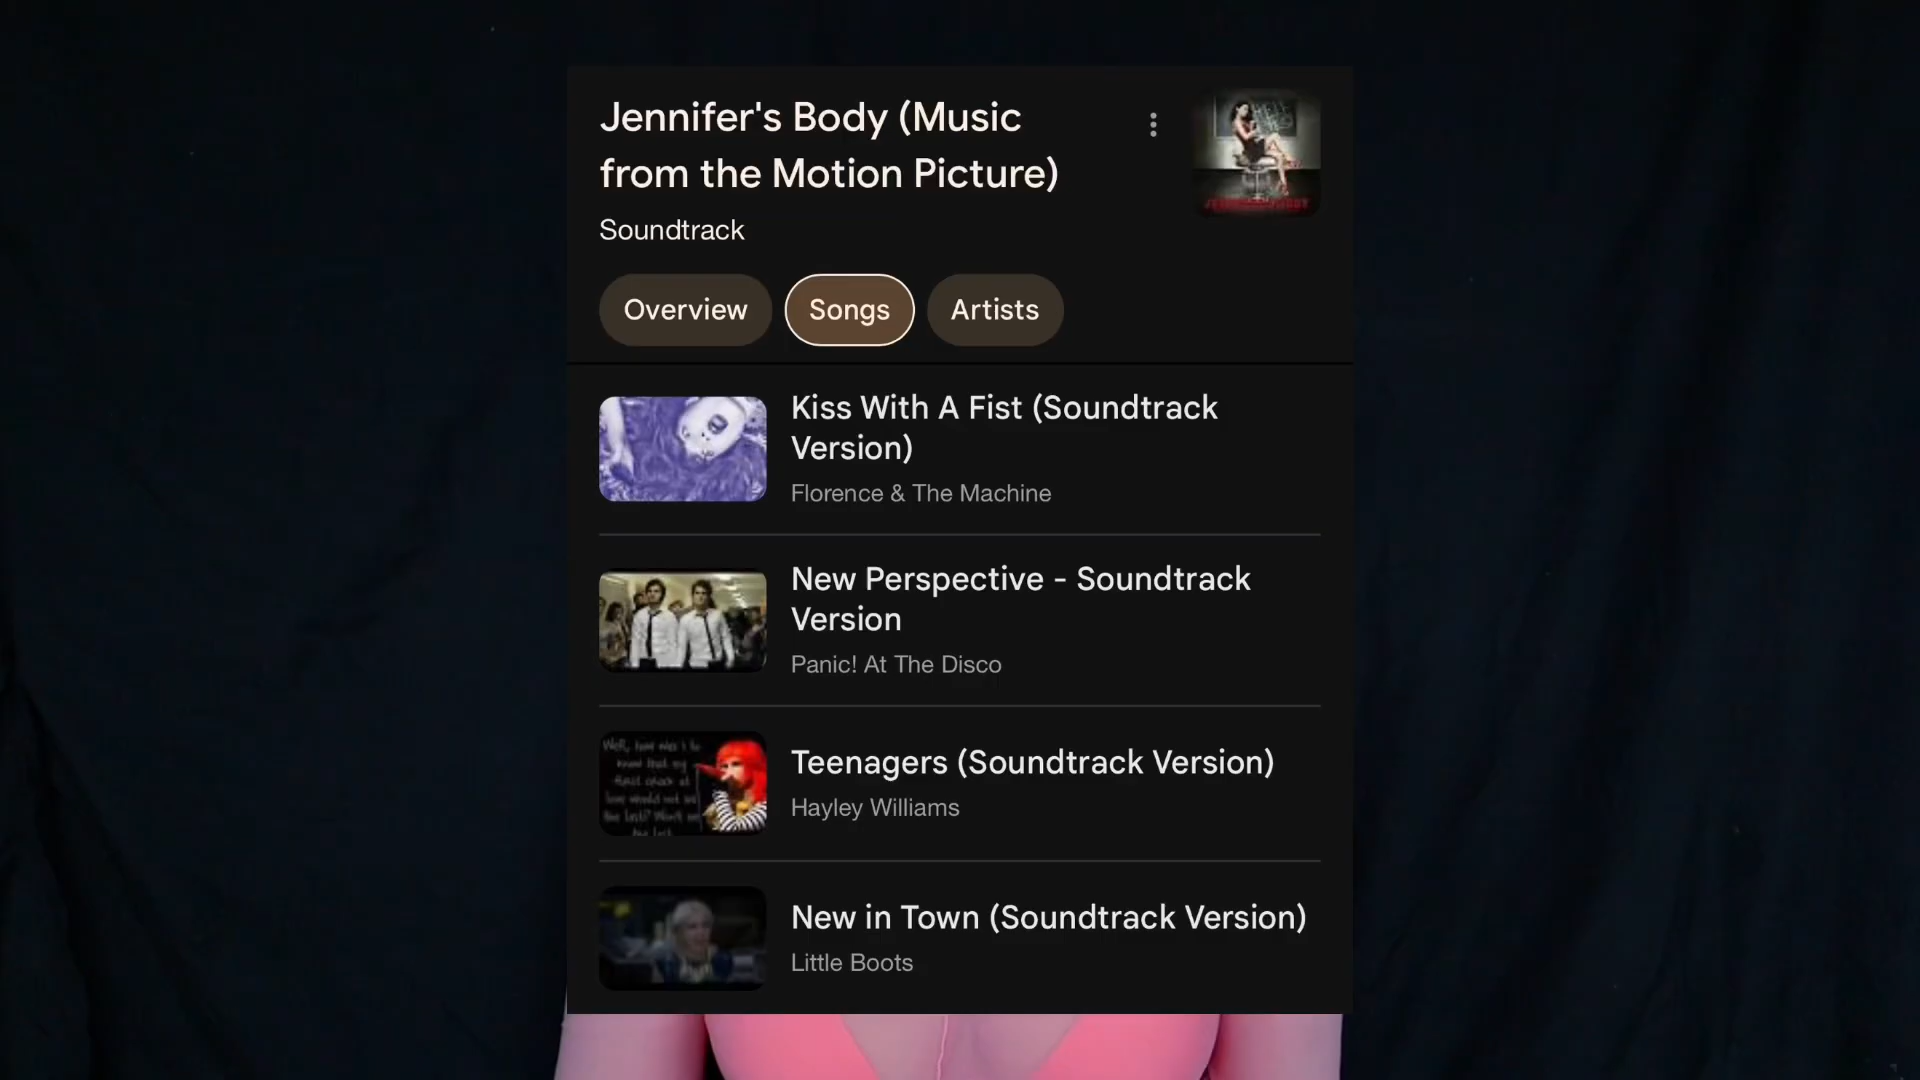 Jennifer's Body (Music
from the Motion Picture)
Soundtrack
Overview
Songs
Artists
Kiss With A Fist (Soundtrack
Version)
Florence & The Machine
New Perspective - Soundtrack
Version
Panic! At The Disco
Teenagers (Soundtrack Version)
Hayley Williams
New in Town (Soundtrack Version)
Little Boots